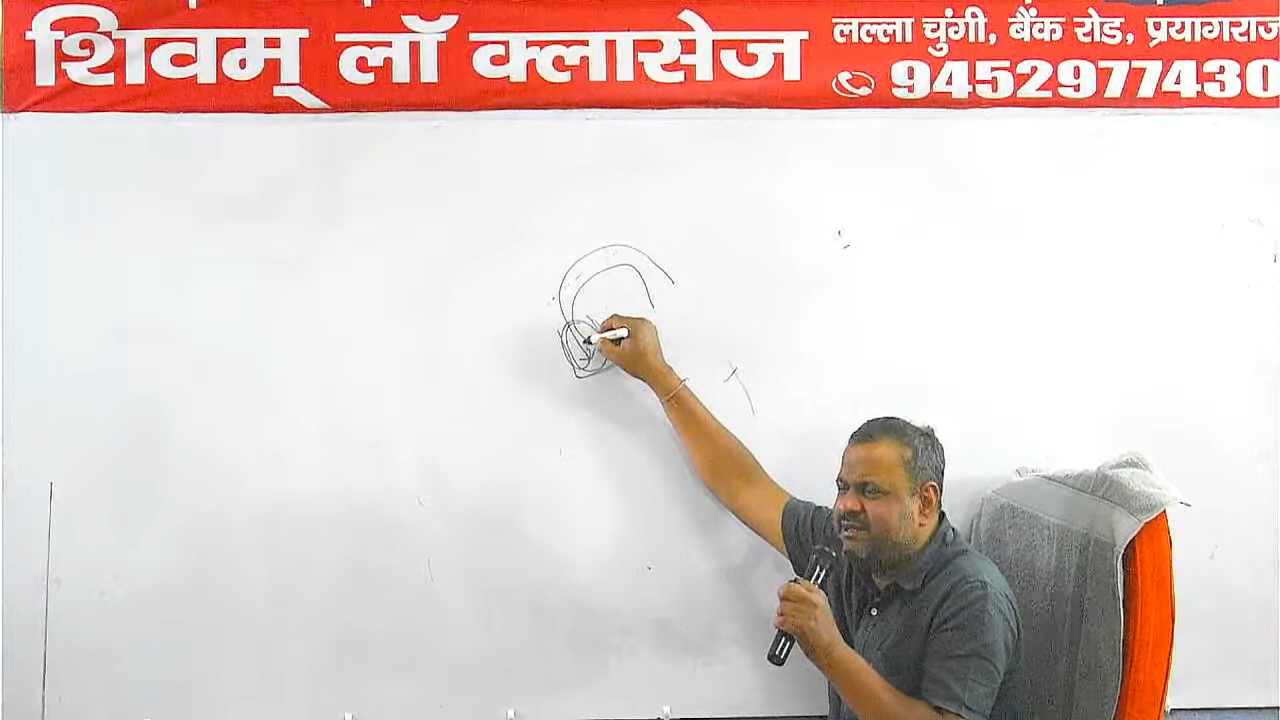 शिवम् लॉ क्लासेज
लल्ला चुंगी, बैंक रोड, प्रयागराज
9452977430